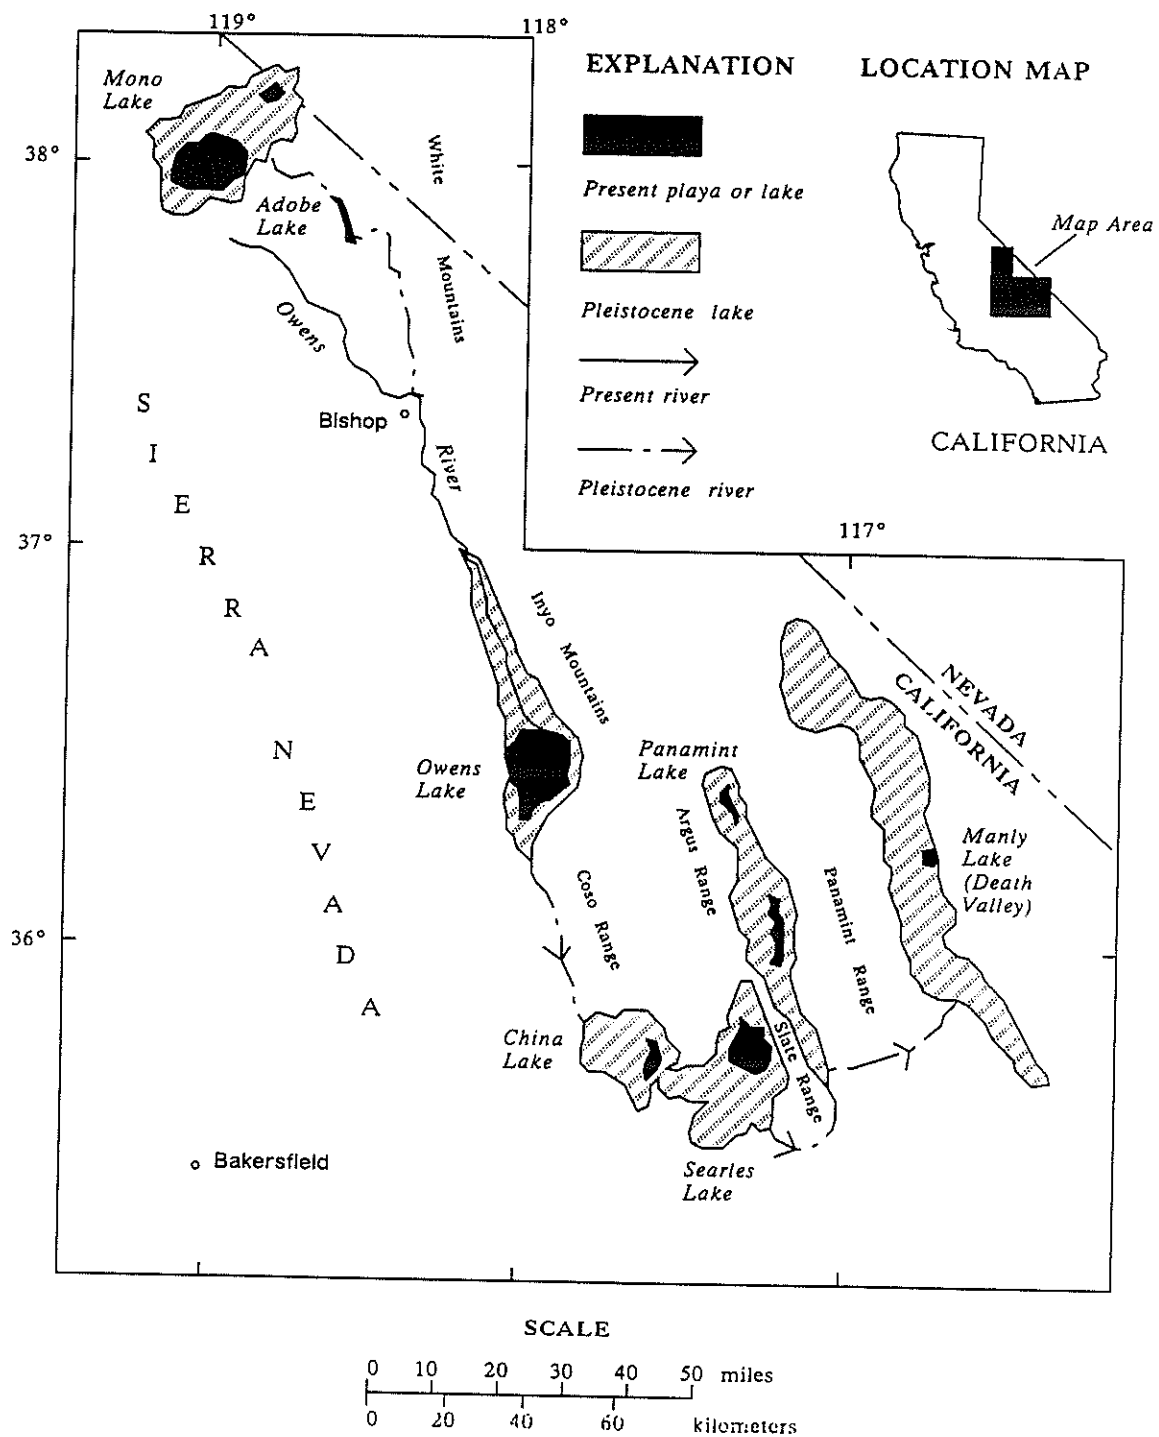 119°
118°
EXPLANATION
LOCATION MAP
Mono
Lake
38°
White
Present playa or lake
Adobe
Lake
Map Area
Mountains
Owens
Pleistocene lake
Present river
Bishop
CALIFORNIA
River
Pleistocene river
SIERRA
NEVADA
37°
117°
Inyo
Mountains
NEVADA
CALIFORNIA
Panamint
Lake
Owens
Lake
Argus Range
Manly
Lake
(Death
Valley)
Coso Range
Panamint Range
36°
China
Lake
Slate Range
Bakersfield
Searles
Lake
SCALE
0 10 20 30 40 50 miles
0 20 40 60 kilometers